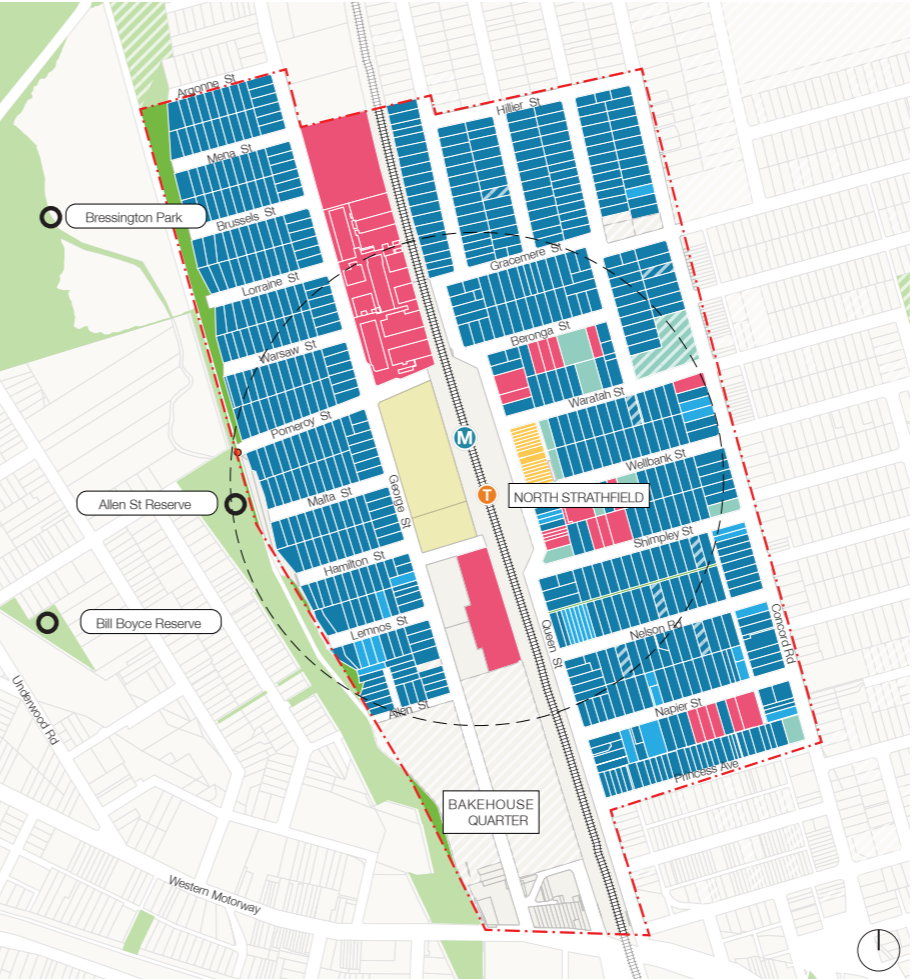 Argonne St
Hillier St
Mena St
Bressington Park
Brussels St
Gracemere St
Lorraine St
Beronga St
Warsaw St
Waratah St
Pomeroy St
M
Wellbank St
Malta St
George St
T
NORTH STRATHFIELD
Allen St Reserve
Shimpley St
Hamilton St
Bill Boyce Reserve
Lemnos St
Nelson Rd
Queen St
Concord Rd
Underwood Rd
Allen St
Napier St
Princess Ave
BAKEHOUSE
QUARTER
Western Motorway